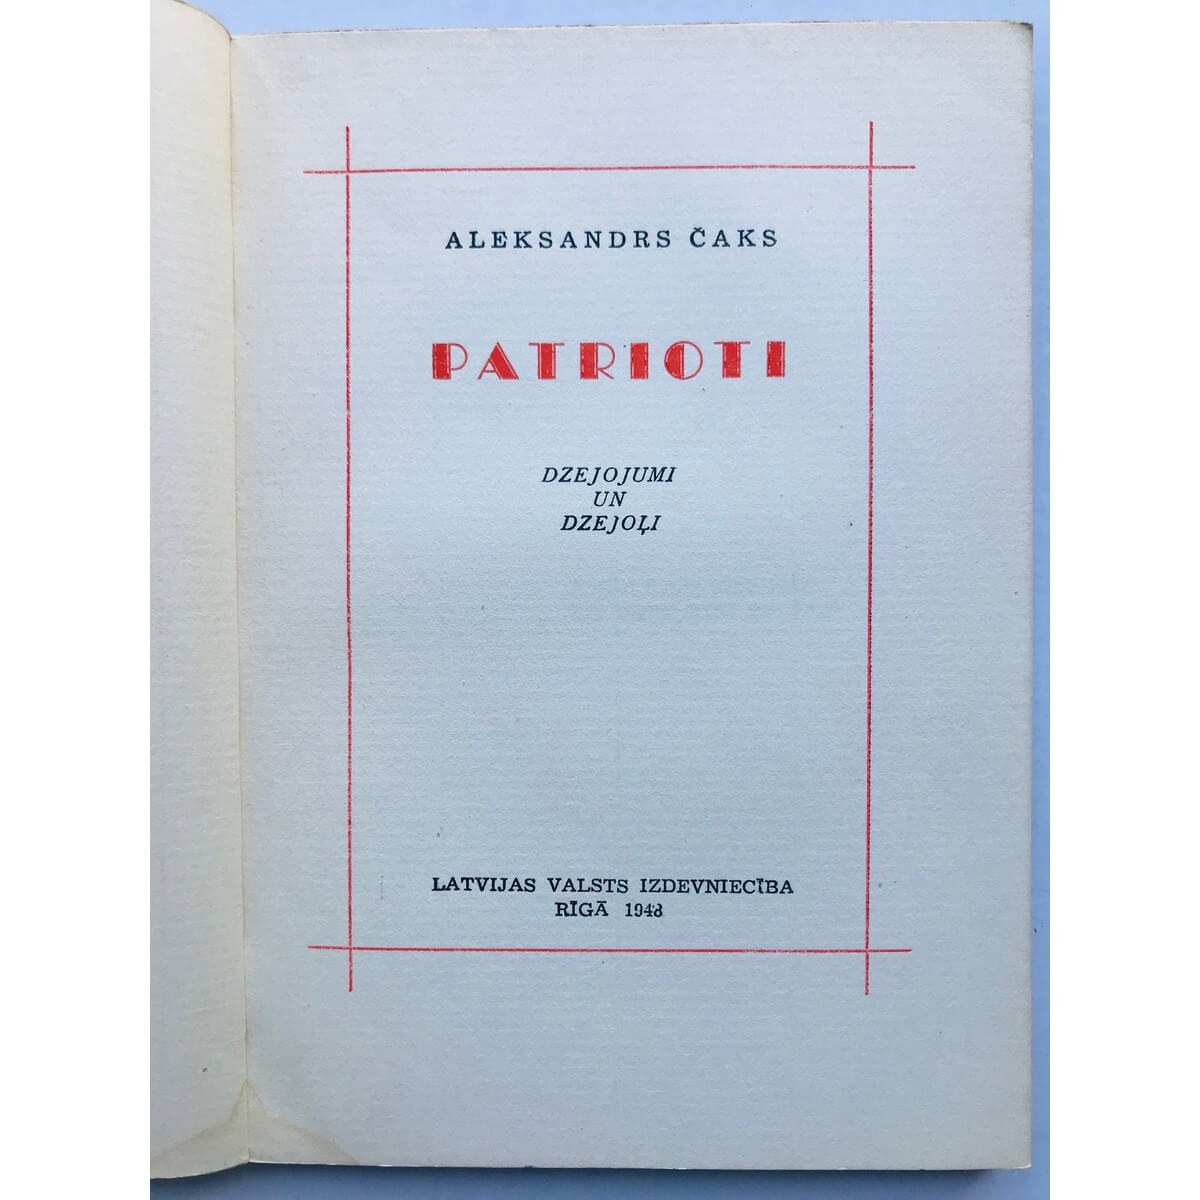 ALEKSANDRS ČAKS
PATRIOTI
DZEJOJUMI
UN
DZEJOĻI
LATVIJAS VALSTS IZDEVNIECĪBA
RĪGĀ 1948